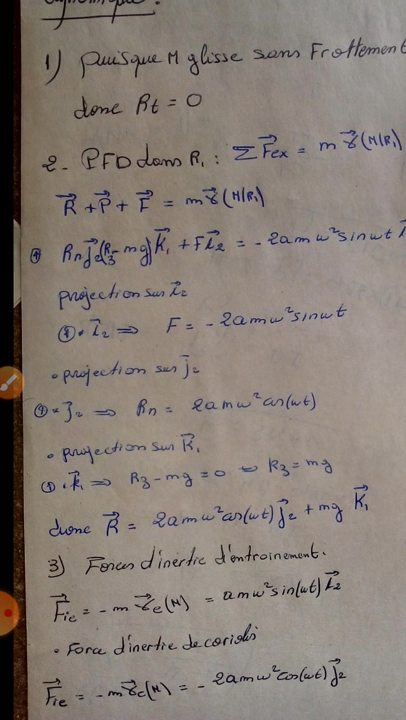 1) puisque M glisse sans Frottement
donc Rt = 0
2 - PFD dans R₁ : ΣF⃗ex = m γ⃗(M/R₁)
R⃗ + P⃗ + F⃗ = m γ⃗(M/R₁)
① Rn j⃗₂ (R₃ - mg) K⃗₁ + F i⃗₂ = - 2amω² sin ωt i⃗
projection sur i⃗₂
①• i⃗₂ ⟹ F = - 2amω² sin ωt
• projection sur j⃗₂
①• j⃗₂ ⟹ Rn = 2amω² cos(ωt)
• projection sur K⃗₁
①• k⃗₁ ⟹ R₃ - mg = 0 R₃ = mg
donc R⃗ = 2amω² cos(ωt) j⃗₂ + mg K⃗₁
3) Forces d'inertie d'entrainement.
F⃗ie = - m γ⃗e(M) = amω² sin(ωt) i⃗₂
• Force d'inertie de coriolis
F⃗ie = - m γ⃗c(M) = - 2amω² cos(ωt) j⃗₂